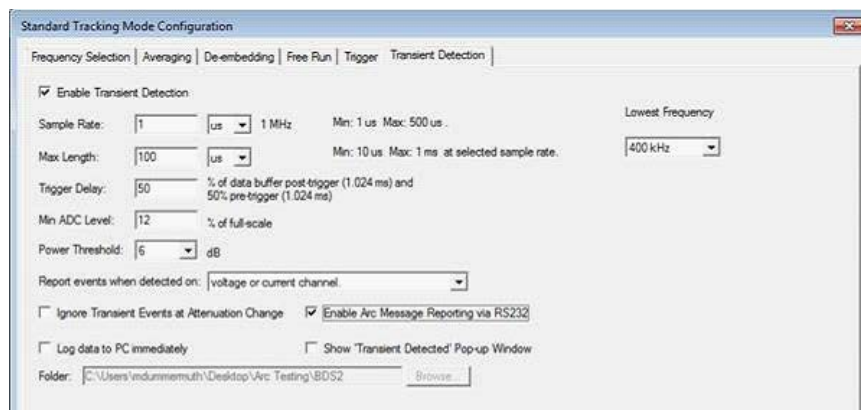 Standard Tracking Mode Configuration
Frequency Selection | Averaging | De-embedding | Free Run | Trigger | Transient Detection
Enable Transient Detection
Sample Rate: 1 us 1 MHz Min: 1 us Max: 500 us .
Lowest Frequency
Max Length: 100 us Min: 10 us Max: 1 ms at selected sample rate.
400 kHz
Trigger Delay: 50 % of data buffer post-trigger (1.024 ms) and
50% pre-trigger (1.024 ms)
Min ADC Level: 12 % of full-scale
Power Threshold: 6 dB
Report events when detected on: voltage or current channel.
Ignore Transient Events at Attenuation Change Enable Arc Message Reporting via RS232
Log data to PC immediately Show 'Transient Detected' Pop-up Window
Folder: C:\Users\mdummermuth\Desktop\Arc Testing\BDS2 Browse...